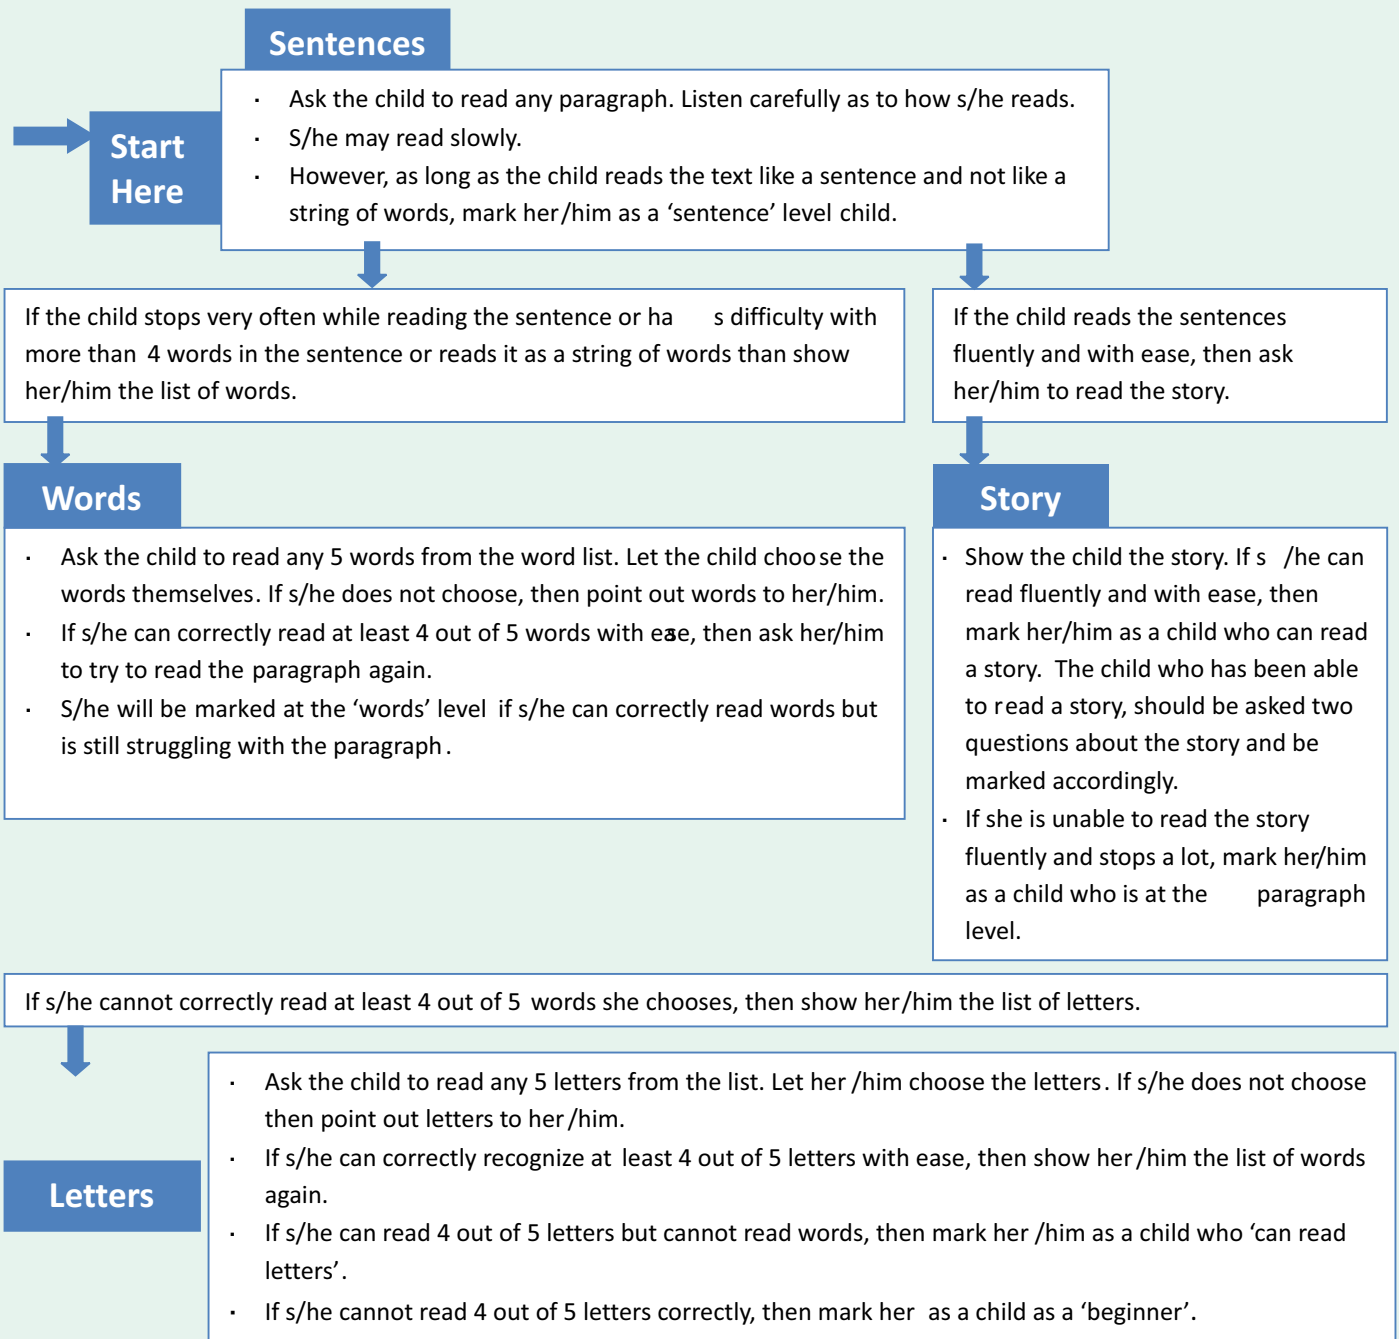 Sentences
Start
Here
· Ask the child to read any paragraph. Listen carefully as to how s/he reads.
· S/he may read slowly.
· However, as long as the child reads the text like a sentence and not like a
string of words, mark her/him as a ‘sentence’ level child.
If the child stops very often while reading the sentence or ha s difficulty with
more than 4 words in the sentence or reads it as a string of words than show
her/him the list of words.
If the child reads the sentences
fluently and with ease, then ask
her/him to read the story.
Words
· Ask the child to read any 5 words from the word list. Let the child choose the
words themselves. If s/he does not choose, then point out words to her/him.
· If s/he can correctly read at least 4 out of 5 words with ease, then ask her/him
to try to read the paragraph again.
· S/he will be marked at the ‘words’ level if s/he can correctly read words but
is still struggling with the paragraph.
Story
· Show the child the story. If s /he can
read fluently and with ease, then
mark her/him as a child who can read
a story. The child who has been able
to read a story, should be asked two
questions about the story and be
marked accordingly.
· If she is unable to read the story
fluently and stops a lot, mark her/him
as a child who is at the paragraph
level.
If s/he cannot correctly read at least 4 out of 5 words she chooses, then show her/him the list of letters.
Letters
· Ask the child to read any 5 letters from the list. Let her/him choose the letters. If s/he does not choose
then point out letters to her/him.
· If s/he can correctly recognize at least 4 out of 5 letters with ease, then show her/him the list of words
again.
· If s/he can read 4 out of 5 letters but cannot read words, then mark her/him as a child who ‘can read
letters’.
· If s/he cannot read 4 out of 5 letters correctly, then mark her as a child as a ‘beginner’.